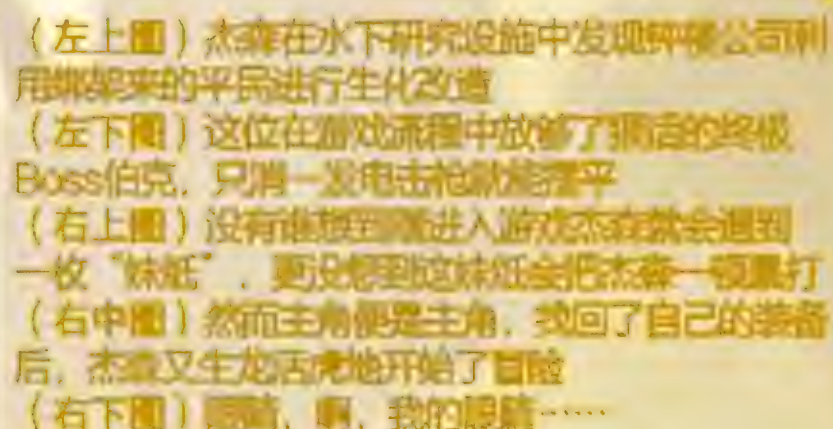 （左上图）杰森在水下研究设施中发现
公司利
用绑架来的平民进行生化改造
（左下图）这位在游戏流程中放够了狠话的终极
Boss伯克，只消一发电击枪就能摆平
（右上图）没有谁想到刚进入游戏杰森就会遇到
一枚“妹纸”，更没想到这妹纸会把杰森一顿暴打
（右中图）然而主角便是主角，找回了自己的装备
后，杰森又生龙活虎地开始了冒险
（右下图）眼睛，啊，我的眼睛……